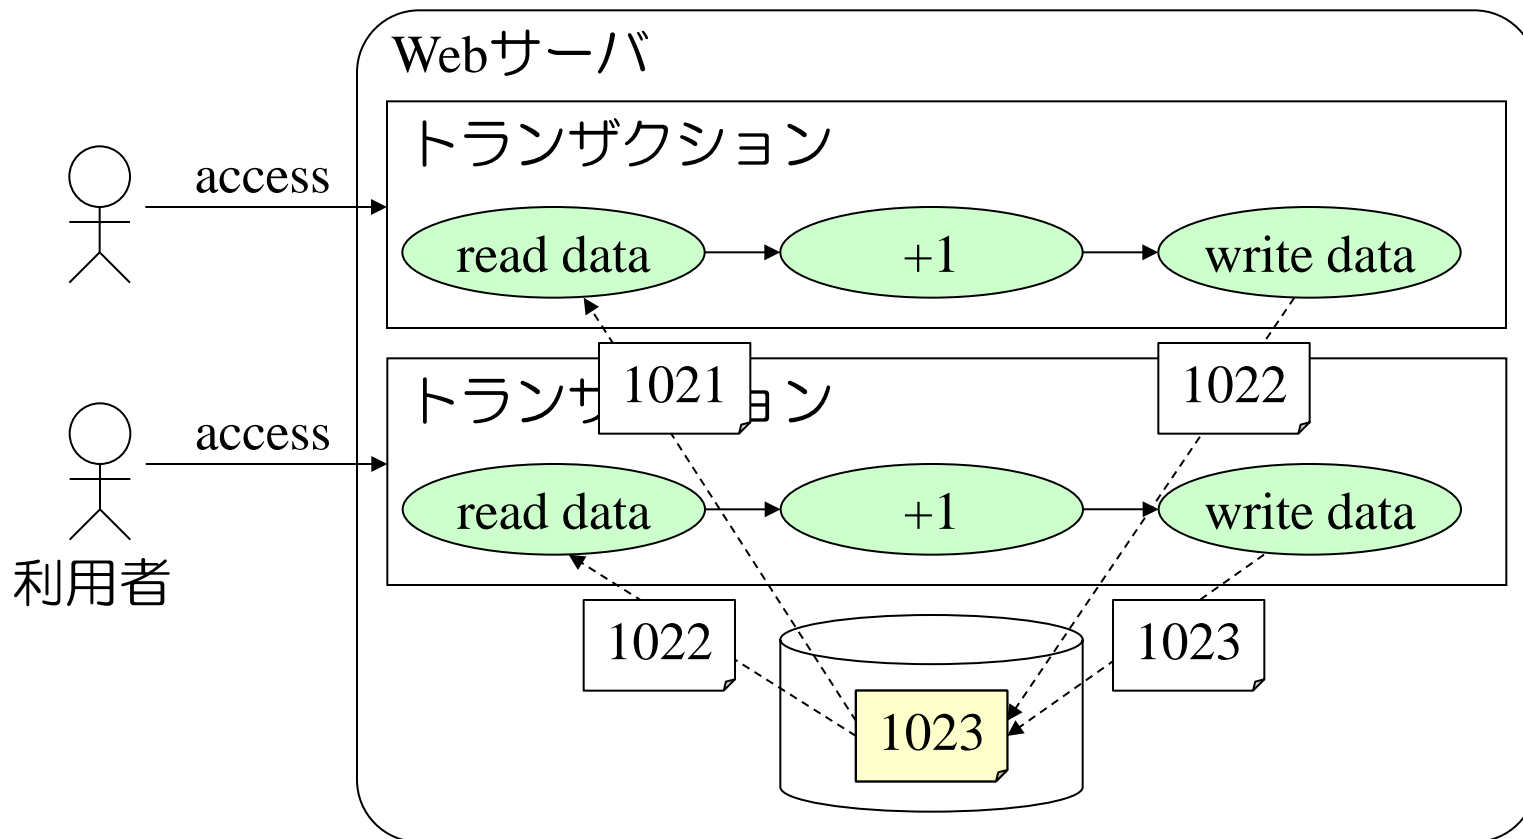 Webサーバ
トランザクション
access
read data
+1
write data
1021
1022
トランザクション
access
read data
+1
write data
利用者
1022
1023
1023